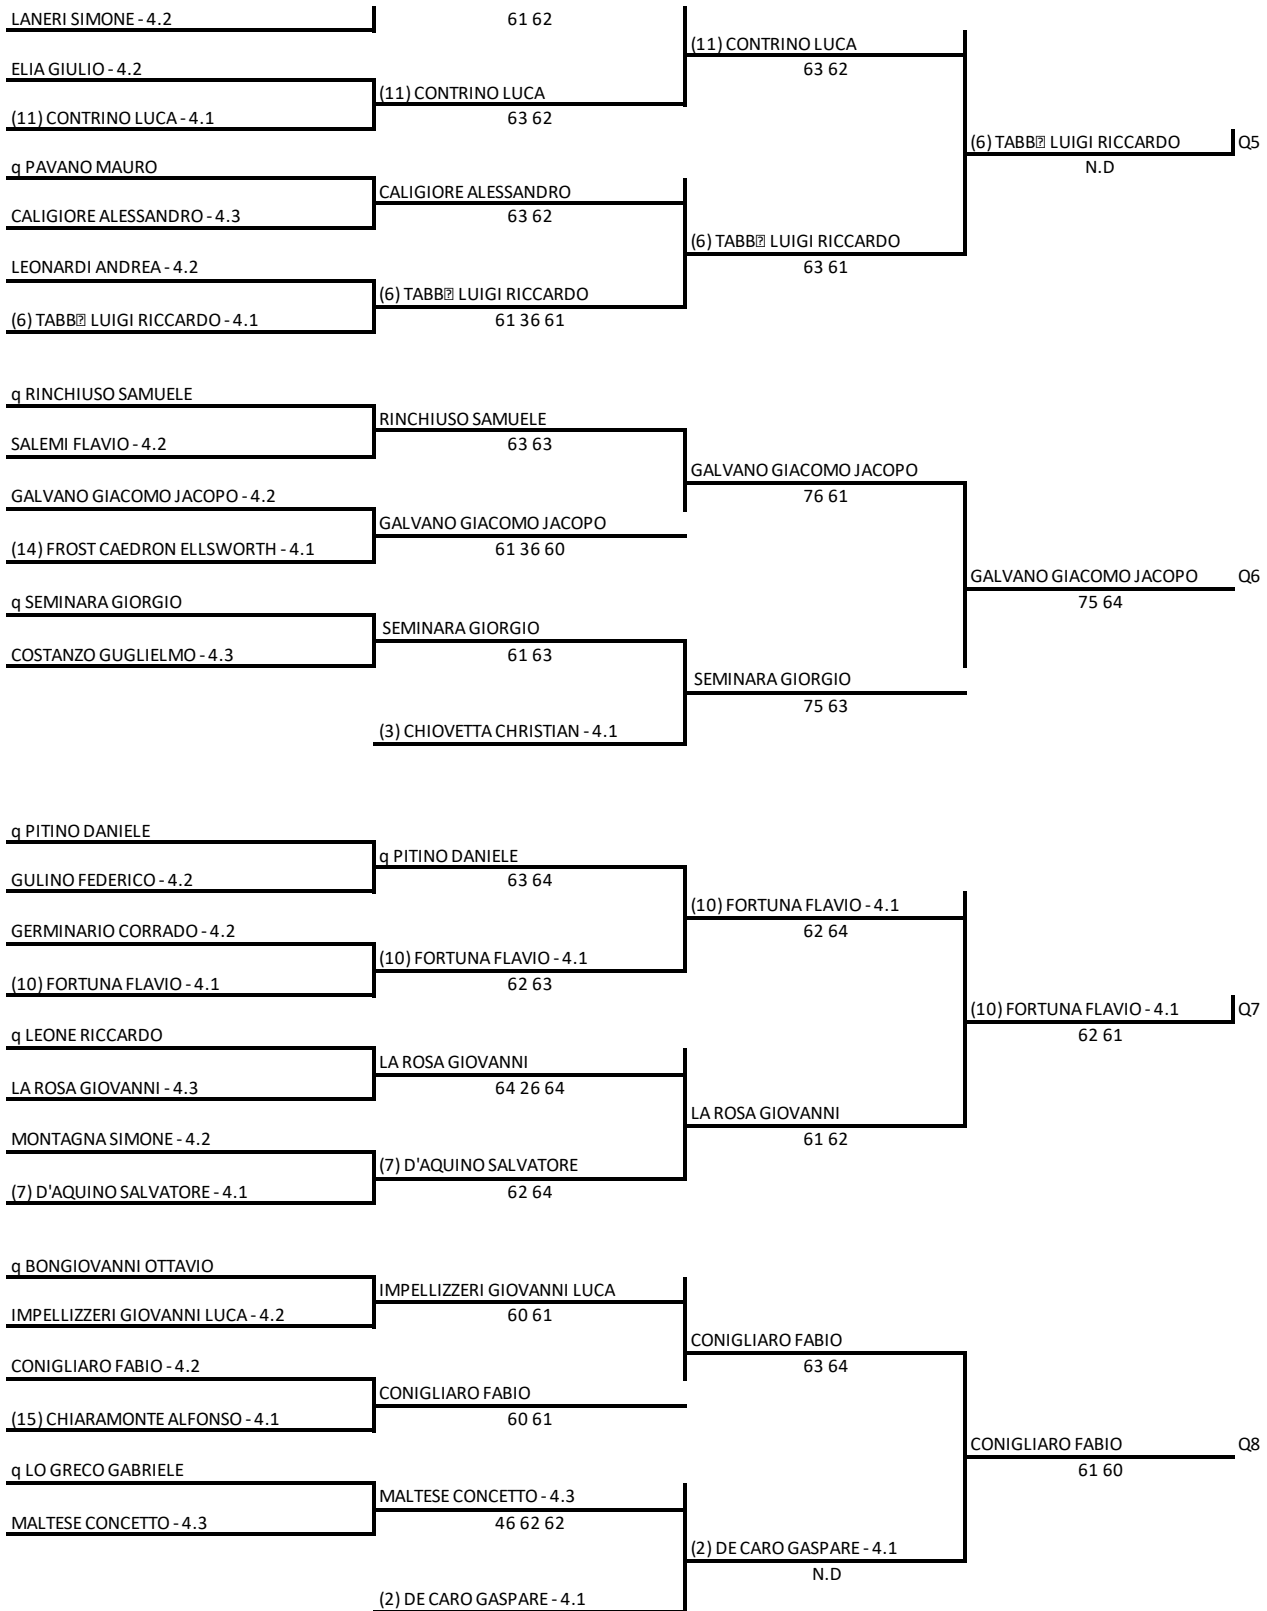 LANERI SIMONE - 4.2
61 62
(11) CONTRINO LUCA
63 62
ELIA GIULIO - 4.2
(11) CONTRINO LUCA
63 62
(11) CONTRINO LUCA - 4.1
(6) TABB⍰ LUIGI RICCARDO Q5
N.D
q PAVANO MAURO
CALIGIORE ALESSANDRO
63 62
CALIGIORE ALESSANDRO - 4.3
(6) TABB⍰ LUIGI RICCARDO
63 61
LEONARDI ANDREA - 4.2
(6) TABB⍰ LUIGI RICCARDO
61 36 61
(6) TABB⍰ LUIGI RICCARDO - 4.1
q RINCHIUSO SAMUELE
RINCHIUSO SAMUELE
63 63
SALEMI FLAVIO - 4.2
GALVANO GIACOMO JACOPO
76 61
GALVANO GIACOMO JACOPO - 4.2
GALVANO GIACOMO JACOPO
61 36 60
(14) FROST CAEDRON ELLSWORTH - 4.1
GALVANO GIACOMO JACOPO Q6
75 64
q SEMINARA GIORGIO
SEMINARA GIORGIO
61 63
COSTANZO GUGLIELMO - 4.3
SEMINARA GIORGIO
75 63
(3) CHIOVETTA CHRISTIAN - 4.1
q PITINO DANIELE
q PITINO DANIELE
63 64
GULINO FEDERICO - 4.2
(10) FORTUNA FLAVIO - 4.1
62 64
GERMINARIO CORRADO - 4.2
(10) FORTUNA FLAVIO - 4.1
62 63
(10) FORTUNA FLAVIO - 4.1
(10) FORTUNA FLAVIO - 4.1 Q7
62 61
q LEONE RICCARDO
LA ROSA GIOVANNI
64 26 64
LA ROSA GIOVANNI - 4.3
LA ROSA GIOVANNI
61 62
MONTAGNA SIMONE - 4.2
(7) D'AQUINO SALVATORE
62 64
(7) D'AQUINO SALVATORE - 4.1
q BONGIOVANNI OTTAVIO
IMPELLIZZERI GIOVANNI LUCA
60 61
IMPELLIZZERI GIOVANNI LUCA - 4.2
CONIGLIARO FABIO
63 64
CONIGLIARO FABIO - 4.2
CONIGLIARO FABIO
60 61
(15) CHIARAMONTE ALFONSO - 4.1
CONIGLIARO FABIO Q8
61 60
q LO GRECO GABRIELE
MALTESE CONCETTO - 4.3
46 62 62
MALTESE CONCETTO - 4.3
(2) DE CARO GASPARE - 4.1
N.D
(2) DE CARO GASPARE - 4.1